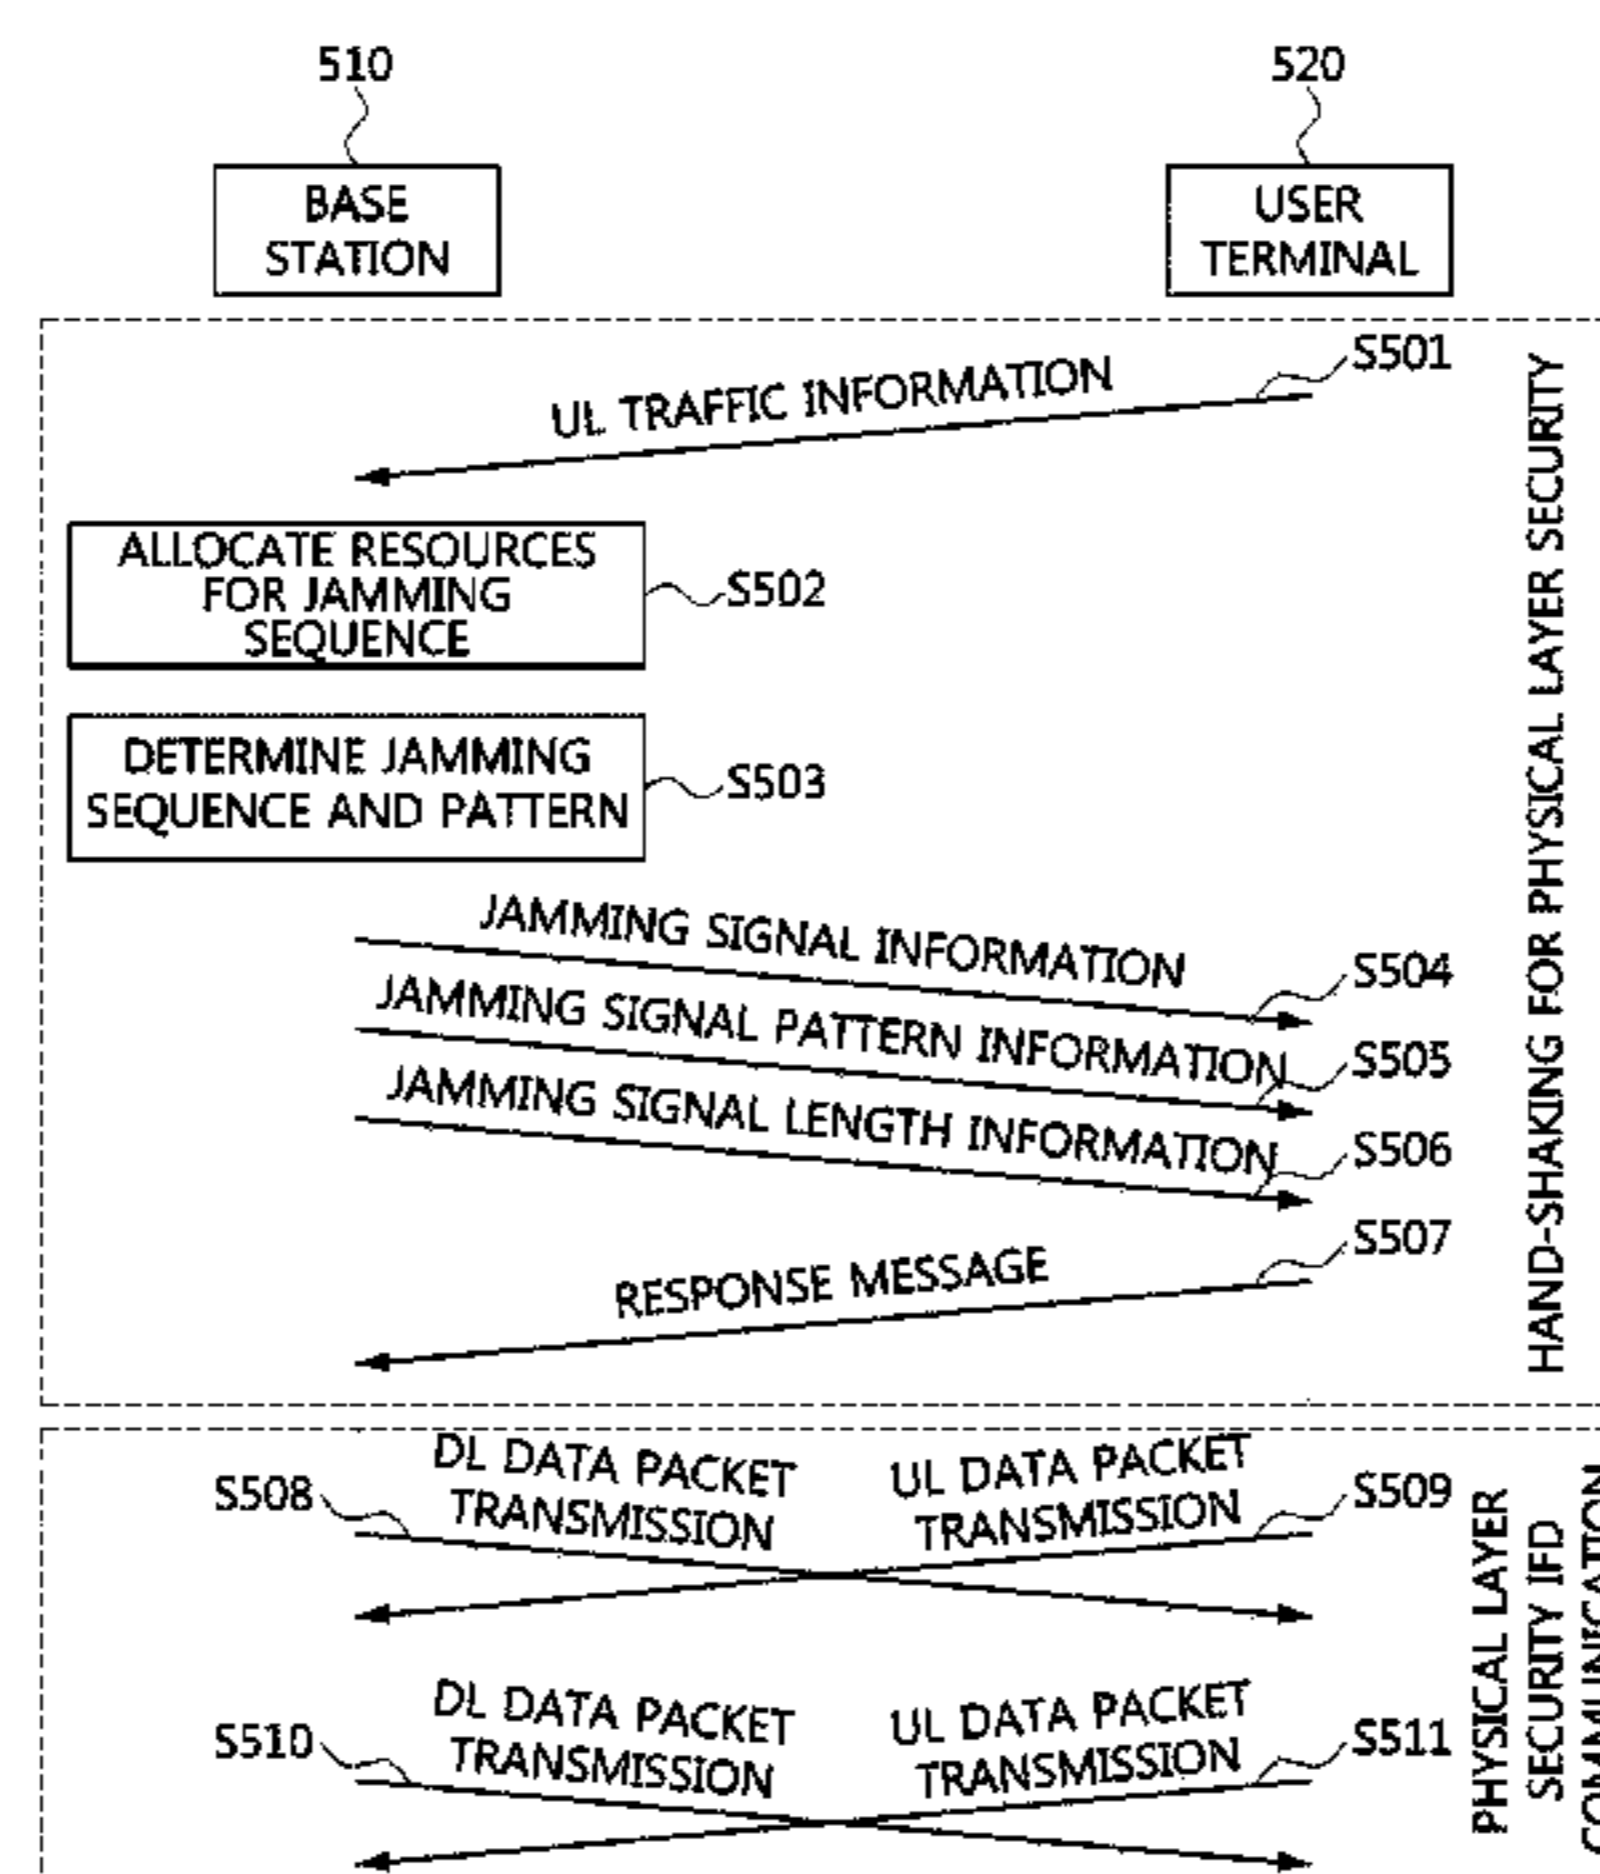 510
520
BASE
STATION
USER
TERMINAL
S501
UL TRAFFIC INFORMATION
ALLOCATE RESOURCES
FOR JAMMING
SEQUENCE
S502
DETERMINE JAMMING
SEQUENCE AND PATTERN
S503
JAMMING SIGNAL INFORMATION
S504
JAMMING SIGNAL PATTERN INFORMATION
S505
JAMMING SIGNAL LENGTH INFORMATION
S506
S507
RESPONSE MESSAGE
HAND-SHAKING FOR PHYSICAL LAYER SECURITY
S508
DL DATA PACKET
TRANSMISSION
UL DATA PACKET
TRANSMISSION
S509
S510
DL DATA PACKET
TRANSMISSION
UL DATA PACKET
TRANSMISSION
S511
PHYSICAL LAYER
SECURITY IFD
COMMUNICATION